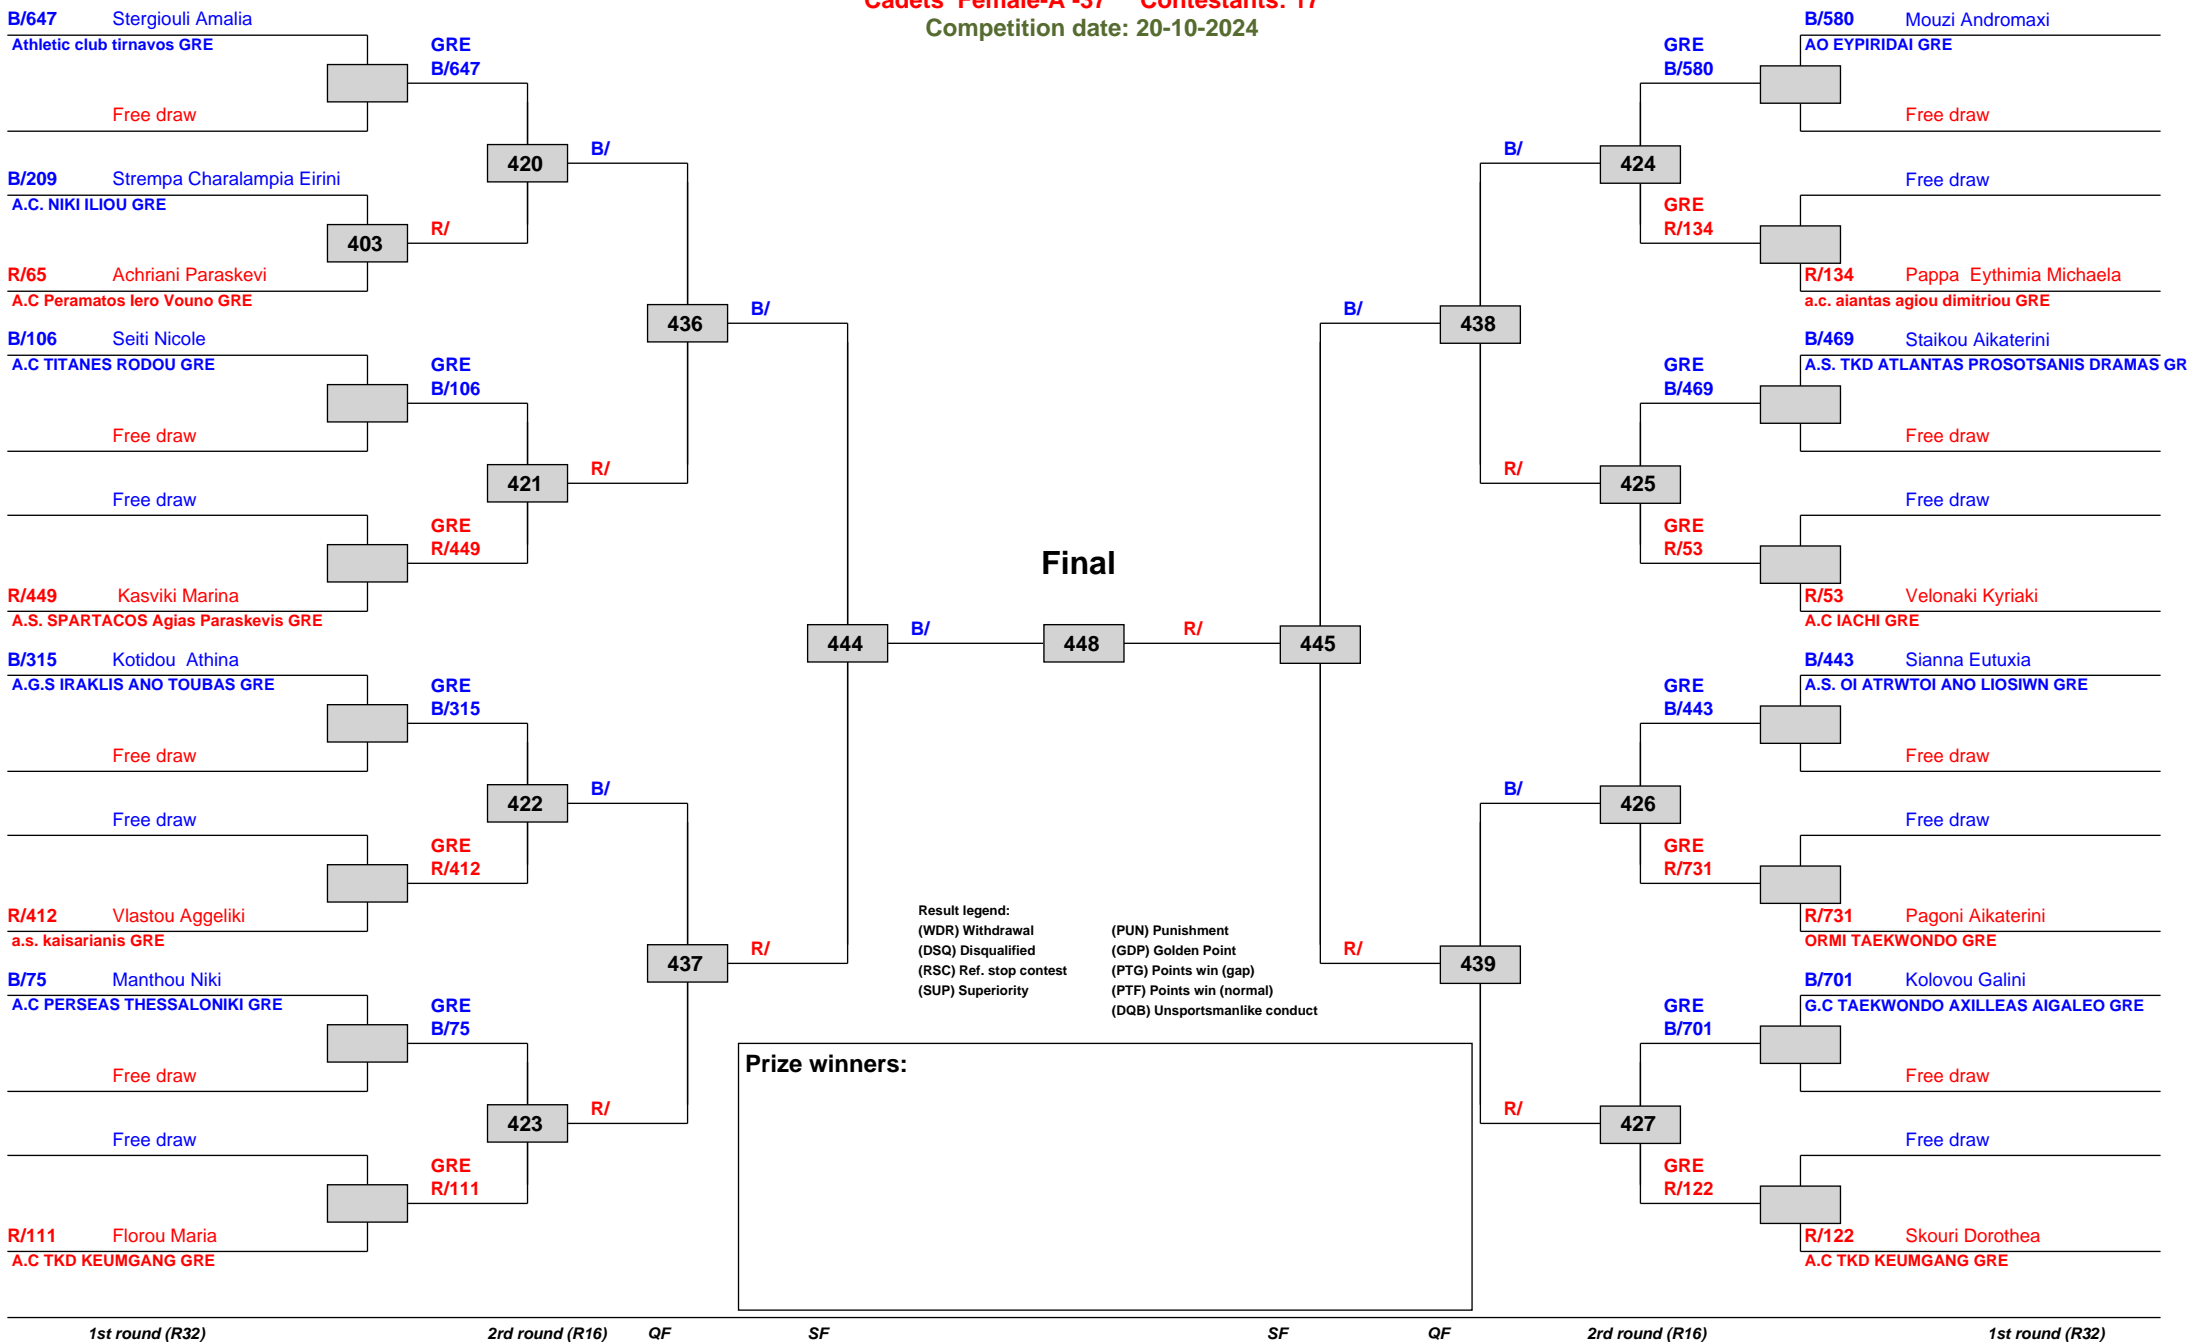 Cadets Female-A -37 Contestants: 17
Competition date: 20-10-2024
B/647 Stergiouli Amalia
Athletic club tirnavos GRE
GRE
B/647
Free draw
420
B/
B/209 Strempa Charalampia Eirini
A.C. NIKI ILIOU GRE
403
R/
R/65 Achriani Paraskevi
A.C Peramatos Iero Vouno GRE
436
B/
B/106 Seiti Nicole
A.C TITANES RODOU GRE
GRE
B/106
Free draw
421
R/
Free draw
GRE
R/449
R/449 Kasviki Marina
A.S. SPARTACOS Agias Paraskevis GRE
444
B/
B/315 Kotidou Athina
A.G.S IRAKLIS ANO TOUBAS GRE
GRE
B/315
Free draw
422
B/
Free draw
GRE
R/412
R/412 Vlastou Aggeliki
a.s. kaisarianis GRE
437
R/
B/75 Manthou Niki
A.C PERSEAS THESSALONIKI GRE
GRE
B/75
Free draw
423
R/
Free draw
GRE
R/111
R/111 Florou Maria
A.C TKD KEUMGANG GRE
Final
448
R/
445
B/580 Mouzi Andromaxi
AO EYPIRIDAI GRE
GRE
B/580
Free draw
B/
424
Free draw
GRE
R/134
R/134 Pappa Eythimia Michaela
a.c. aiantas agiou dimitriou GRE
B/
438
B/469 Staikou Aikaterini
A.S. TKD ATLANTAS PROSOTSANIS DRAMAS GR
GRE
B/469
Free draw
R/
425
Free draw
GRE
R/53
R/53 Velonaki Kyriaki
A.C IACHI GRE
B/443 Sianna Eutuxia
A.S. OI ATRWTOI ANO LIOSIWN GRE
GRE
B/443
Free draw
B/
426
Free draw
GRE
R/731
R/731 Pagoni Aikaterini
ORMI TAEKWONDO GRE
R/
439
B/701 Kolovou Galini
G.C TAEKWONDO AXILLEAS AIGALEO GRE
GRE
B/701
Free draw
R/
427
Free draw
GRE
R/122
R/122 Skouri Dorothea
A.C TKD KEUMGANG GRE
Result legend:
(WDR) Withdrawal (PUN) Punishment
(DSQ) Disqualified (GDP) Golden Point
(RSC) Ref. stop contest (PTG) Points win (gap)
(SUP) Superiority (PTF) Points win (normal)
(DQB) Unsportsmanlike conduct
Prize winners:
1st round (R32) 2rd round (R16) QF SF SF QF 2rd round (R16) 1st round (R32)